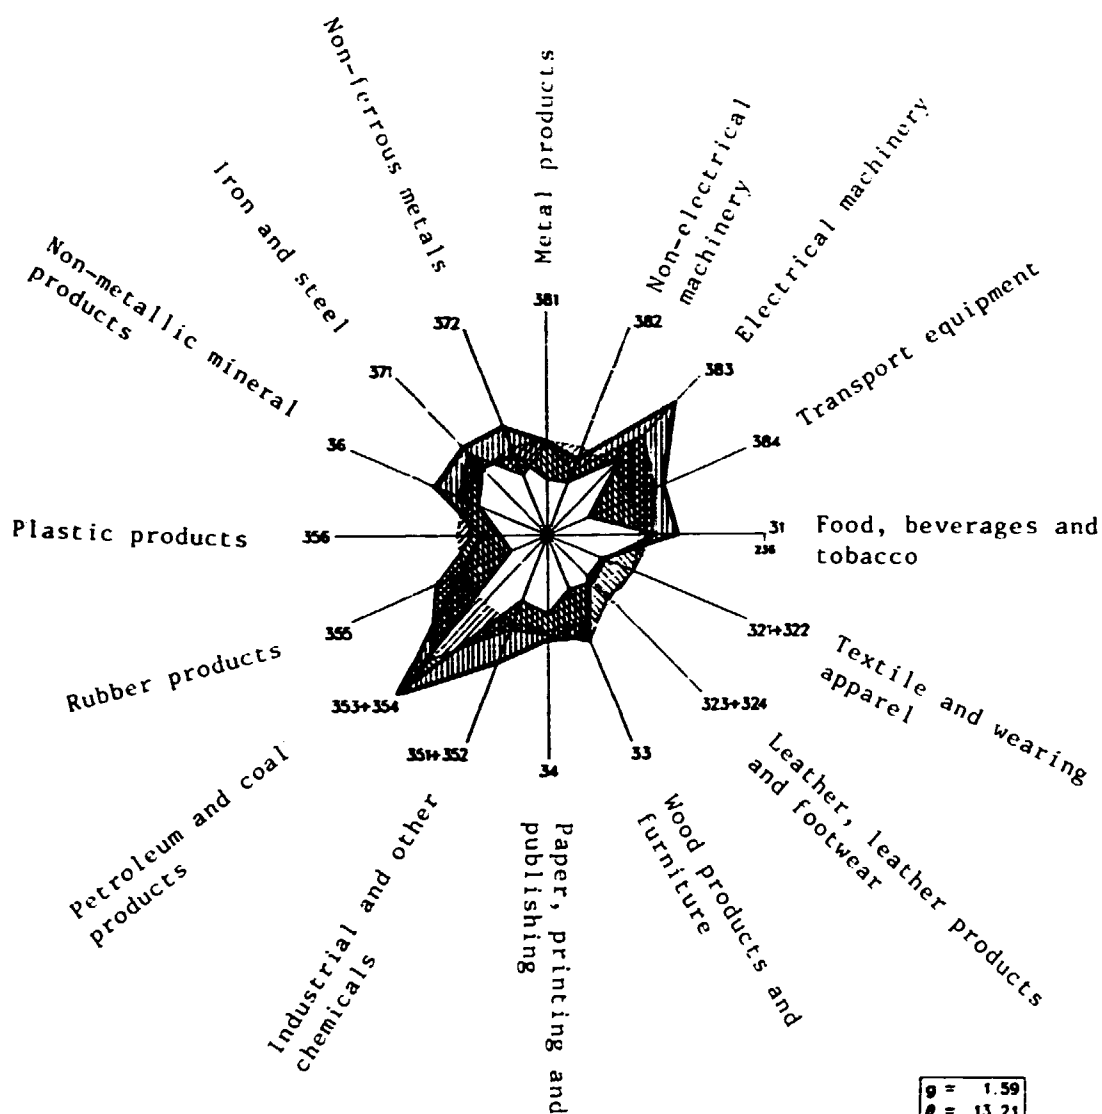 Metal products
381
Non-electrical
machinery
382
Electrical machinery
383
Transport equipment
384
Food, beverages and
tobacco
31
236
Textile and wearing
apparel
321+322
Leather, leather products
and footwear
323+324
Wood products and
furniture
33
Paper, printing and
publishing
34
Industrial and other
chemicals
351+352
Petroleum and coal
products
353+354
Rubber products
355
Plastic products
356
Non-metallic mineral
products
36
Iron and steel
371
Non-ferrous metals
372
g = 1.59
θ = 13.21